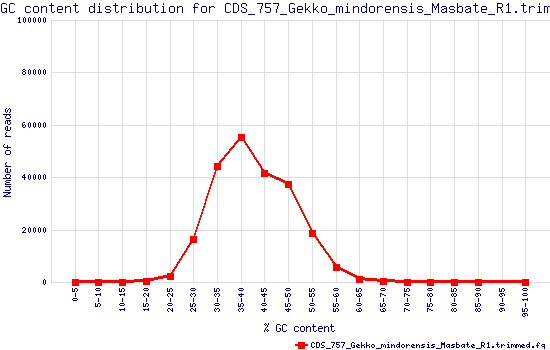 GC content distribution for CDS_757_Gekko_mindorensis_Masbate_R1.trim
Number of reads
100000
80000
60000
40000
20000
0
0-5 5-10 10-15 15-20 20-25 25-30 30-35 35-40 40-45 45-50 50-55 55-60 60-65 65-70 70-75 75-80 80-85 85-90 90-95 95-100
% GC content
CDS_757_Gekko_mindorensis_Masbate_R1.trimmed.fq